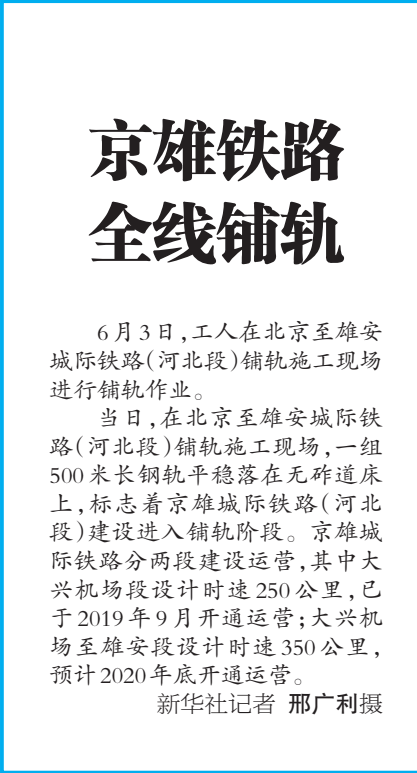 京雄铁路
全线铺轨
6月3日,工人在北京至雄安
城际铁路(河北段)铺轨施工现场
进行铺轨作业。
当日,在北京至雄安城际铁
路(河北段)铺轨施工现场,一组
500米长钢轨平稳落在无砟道床
上,标志着京雄城际铁路(河北
段)建设进入铺轨阶段。京雄城
际铁路分两段建设运营,其中大
兴机场段设计时速250公里,已
于2019年9月开通运营;大兴机
场至雄安段设计时速350公里,
预计2020年底开通运营。
新华社记者 邢广利摄